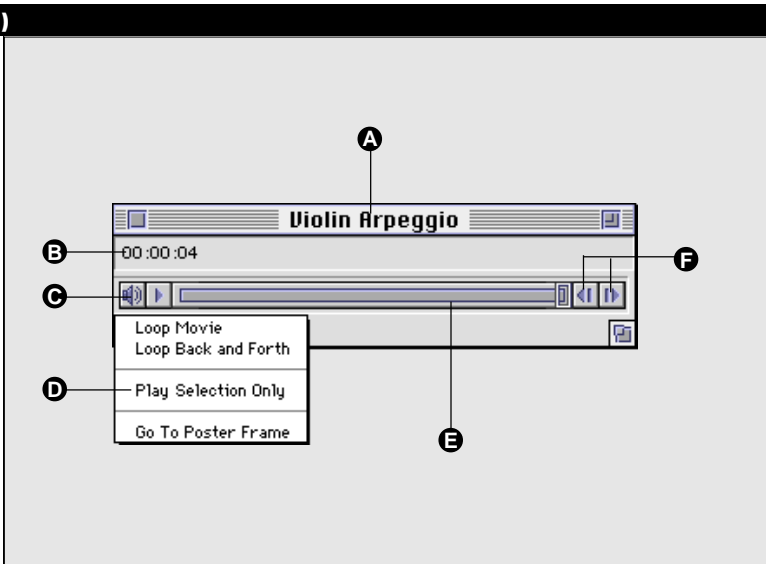 )
A
Violin Arpeggio
B
00:00:04
F
C
Loop Movie
Loop Back and Forth
D
Play Selection Only
Go To Poster Frame
E